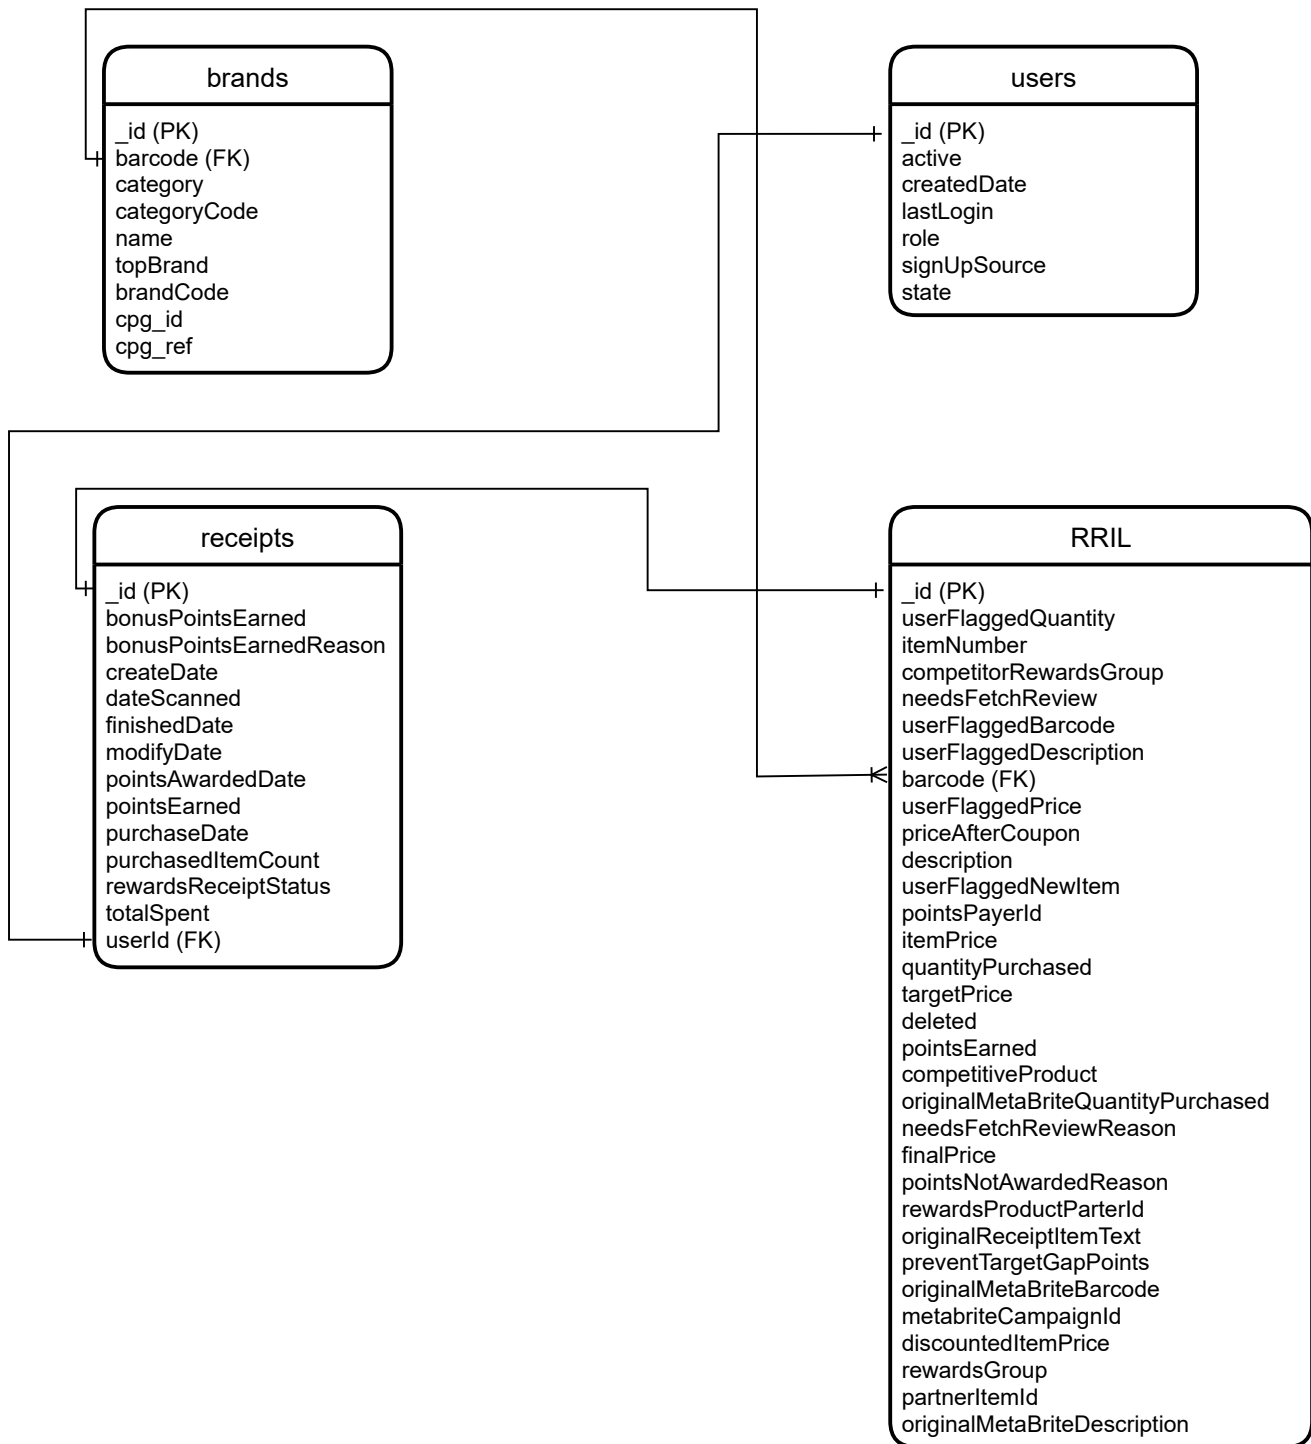 brands
_id (PK)
barcode (FK)
category
categoryCode
name
topBrand
brandCode
cpg_id
cpg_ref
users
_id (PK)
active
createdDate
lastLogin
role
signUpSource
state
receipts
_id (PK)
bonusPointsEarned
bonusPointsEarnedReason
createDate
dateScanned
finishedDate
modifyDate
pointsAwardedDate
pointsEarned
purchaseDate
purchasedItemCount
rewardsReceiptStatus
totalSpent
userId (FK)
RRIL
_id (PK)
userFlaggedQuantity
itemNumber
competitorRewardsGroup
needsFetchReview
userFlaggedBarcode
userFlaggedDescription
barcode (FK)
userFlaggedPrice
priceAfterCoupon
description
userFlaggedNewItem
pointsPayerId
itemPrice
quantityPurchased
targetPrice
deleted
pointsEarned
competitiveProduct
originalMetaBriteQuantityPurchased
needsFetchReviewReason
finalPrice
pointsNotAwardedReason
rewardsProductParterId
originalReceiptItemText
preventTargetGapPoints
originalMetaBriteBarcode
metabriteCampaignId
discountedItemPrice
rewardsGroup
partnerItemId
originalMetaBriteDescription